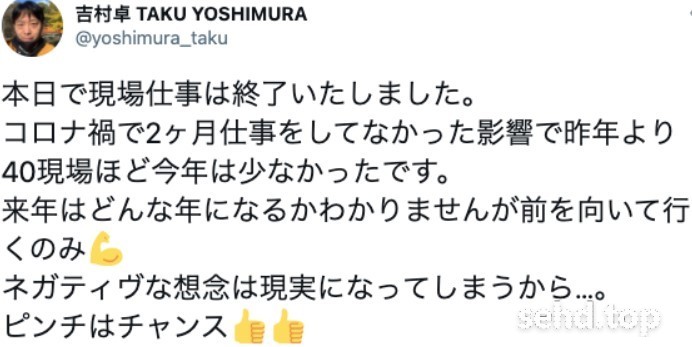 吉村卓 TAKU YOSHIMURA
@yoshimura_taku
本日で現場仕事は終了いたしました。
コロナ禍で2ヶ月仕事をしてなかった影響で昨年より
40現場ほど今年は少なかったです。
来年はどんな年になるかわかりませんが前を向いて行
くのみ💪
ネガティヴな想念は現実になってしまうから…。
ピンチはチャンス👍👍
sehd.top